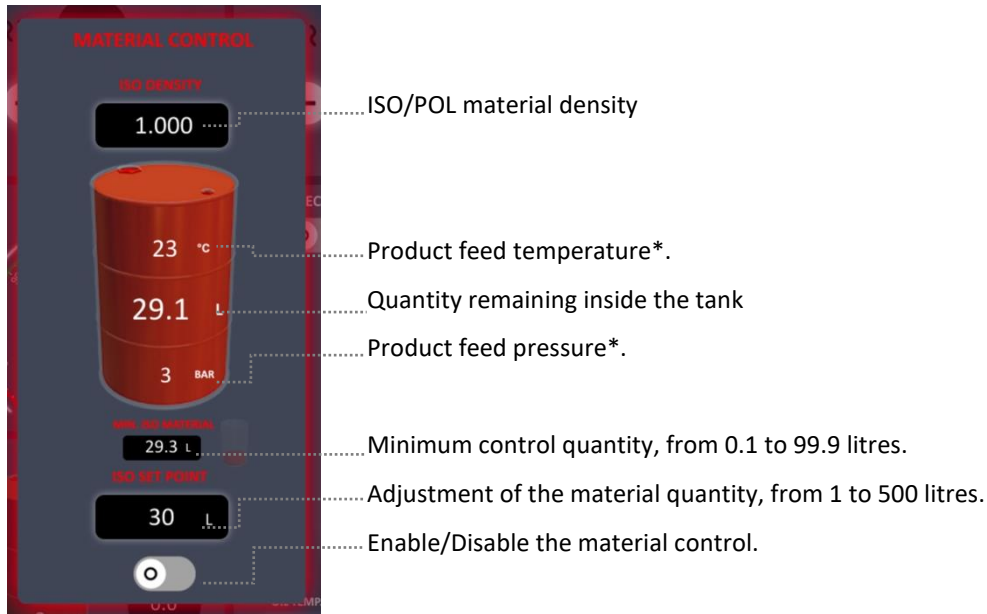 MATERIAL CONTROL
ISO DENSITY
1.000
ISO/POL material density
23 °C
Product feed temperature*.
29.1 L
Quantity remaining inside the tank
Product feed pressure*.
3 BAR
MIN. ISO MATERIAL
29.3 L
Minimum control quantity, from 0.1 to 99.9 litres.
ISO SET POINT
Adjustment of the material quantity, from 1 to 500 litres.
30 L
Enable/Disable the material control.
0.0